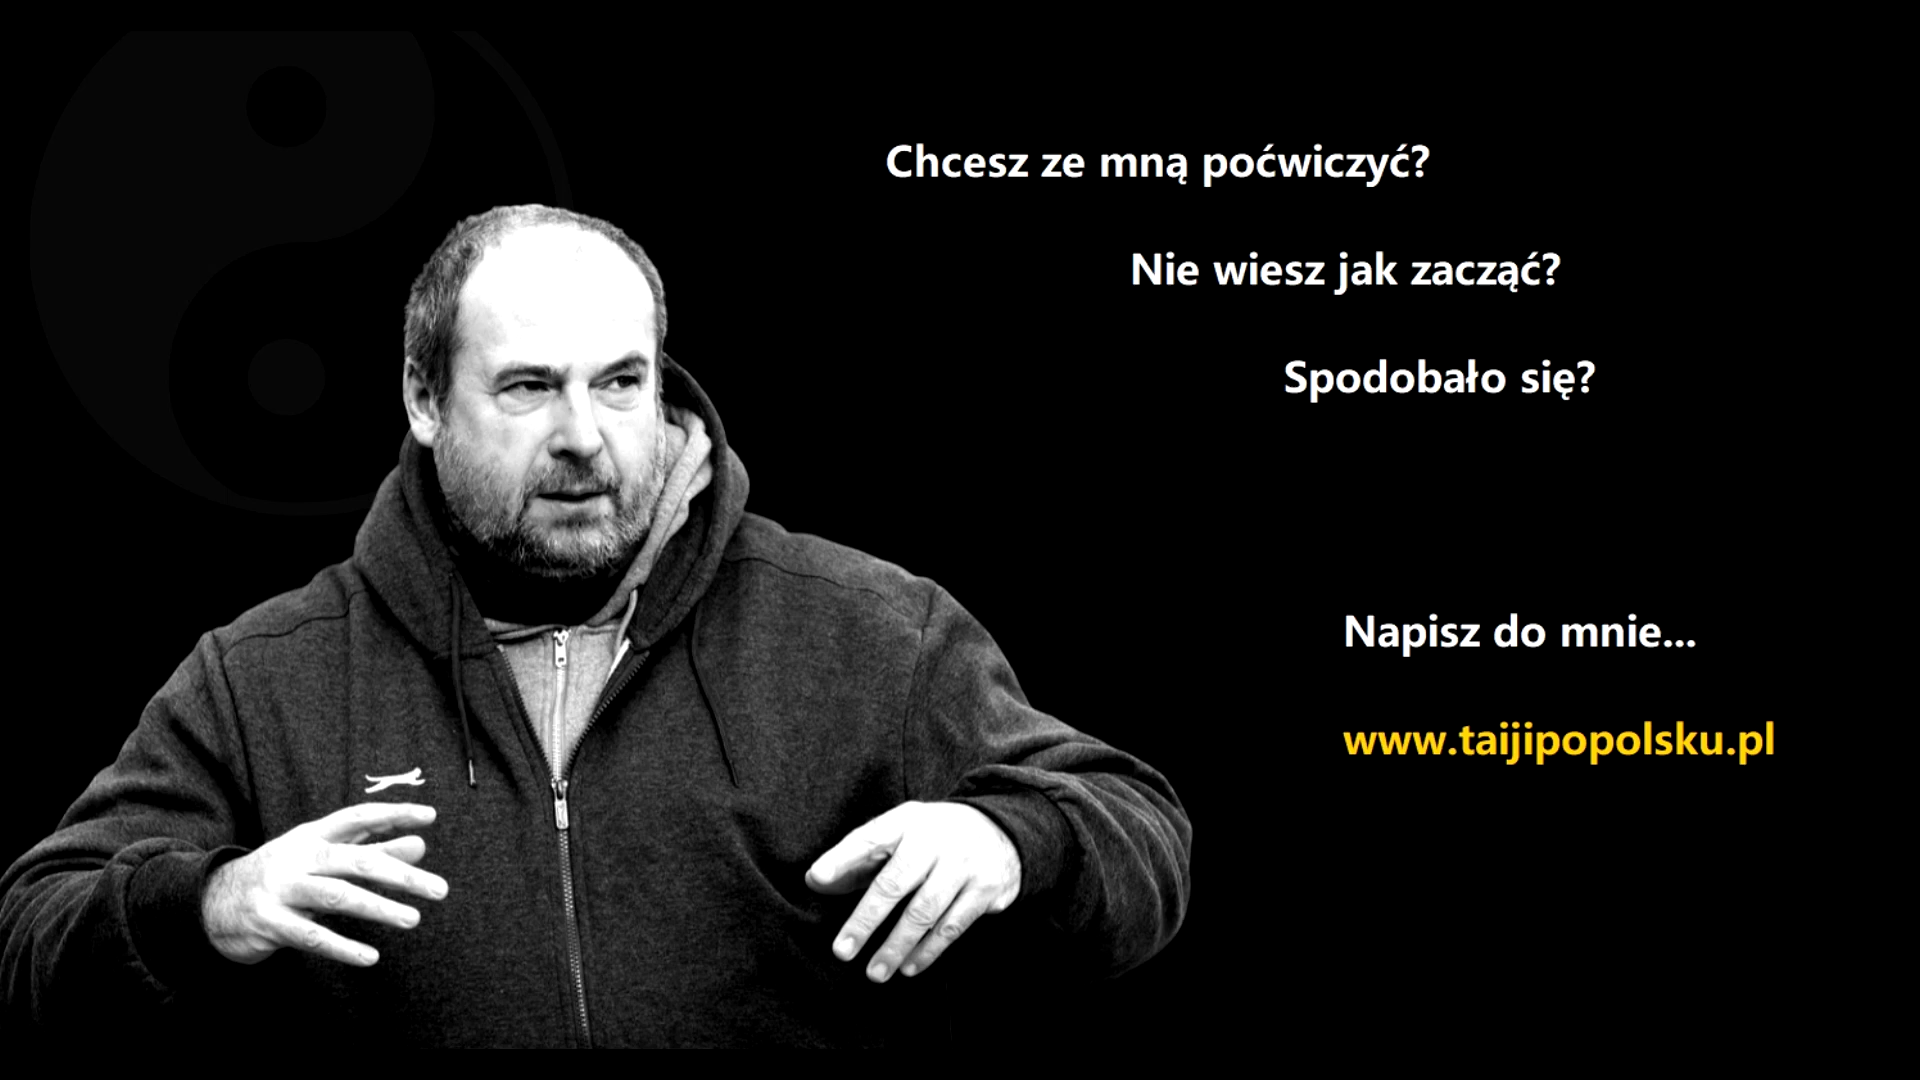 Chcesz ze mną poćwiczyć?
Nie wiesz jak zacząć?
Spodobało się?
Napisz do mnie...
www.taijipopolsku.pl